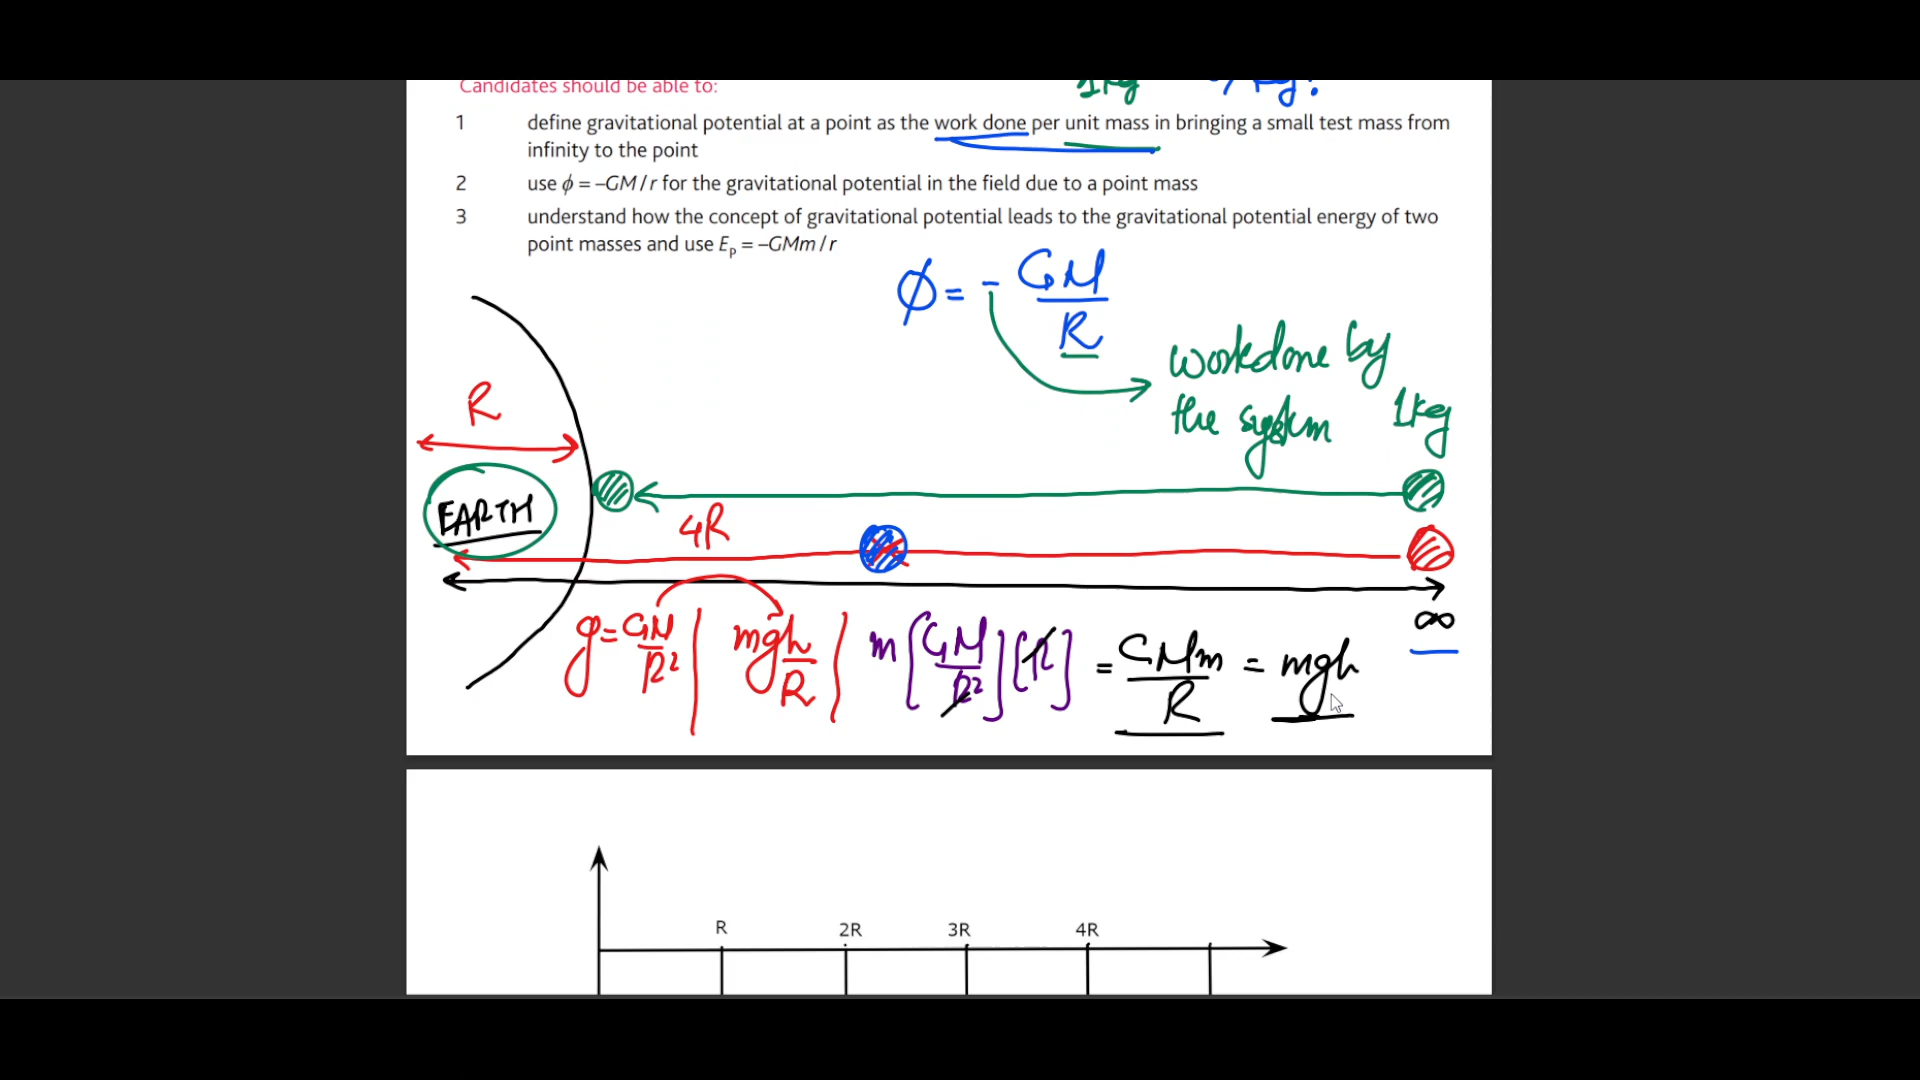 Candidates should be able to:
1kg
1 define gravitational potential at a point as the work done per unit mass in bringing a small test mass from
infinity to the point
2 use ϕ = –GM/r for the gravitational potential in the field due to a point mass
3 understand how the concept of gravitational potential leads to the gravitational potential energy of two
point masses and use Eₚ = –GMm/r
ϕ = - GM/R
workdone by
the system
1kg
R
EARTH
4R
∞
g = GM/R² | mgh/R | m [GM/R²] [R] = GMm/R = mgh
R 2R 3R 4R